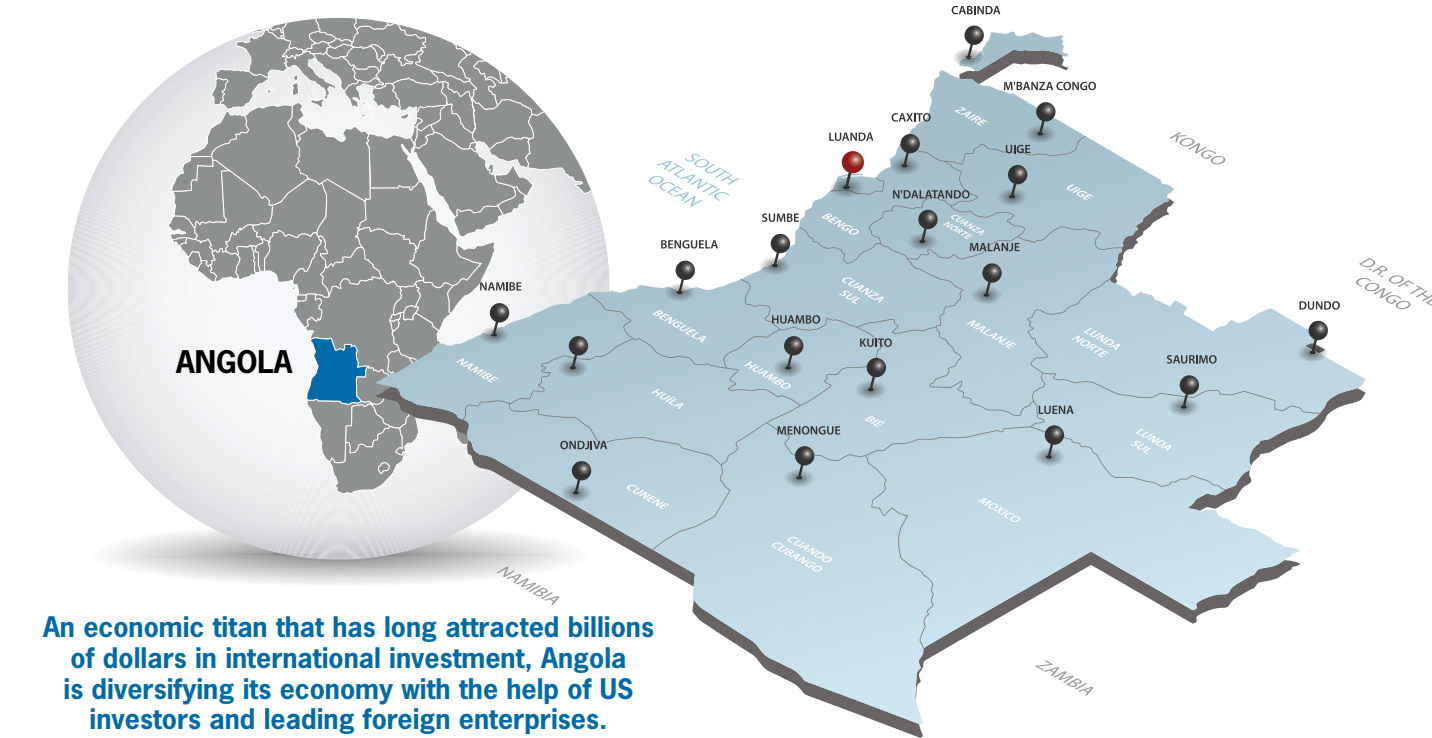 CABINDA
M'BANZA CONGO
ZAIRE
CAXITO
KONGO
LUANDA
UIGE
SOUTH
ATLANTIC
OCEAN
UIGE
N'DALATANDO
SUMBE
BENGO
CUANZA
NORTE
BENGUELA
MALANJE
D.R. OF THE
CONGO
NAMIBE
CUANZA
SUL
DUNDO
HUAMBO
BENGUELA
MALANJE
LUNDA
NORTE
KUITO
ANGOLA
SAURIMO
NAMIBE
HUAMBO
HUÍLA
LUENA
BIÉ
MENONGUE
LUNDA
SUL
ONDJIVA
CUNENE
MOXICO
CUANDO
CUBANGO
NAMIBIA
An economic titan that has long attracted billions
of dollars in international investment, Angola
is diversifying its economy with the help of US
investors and leading foreign enterprises.
ZAMBIA